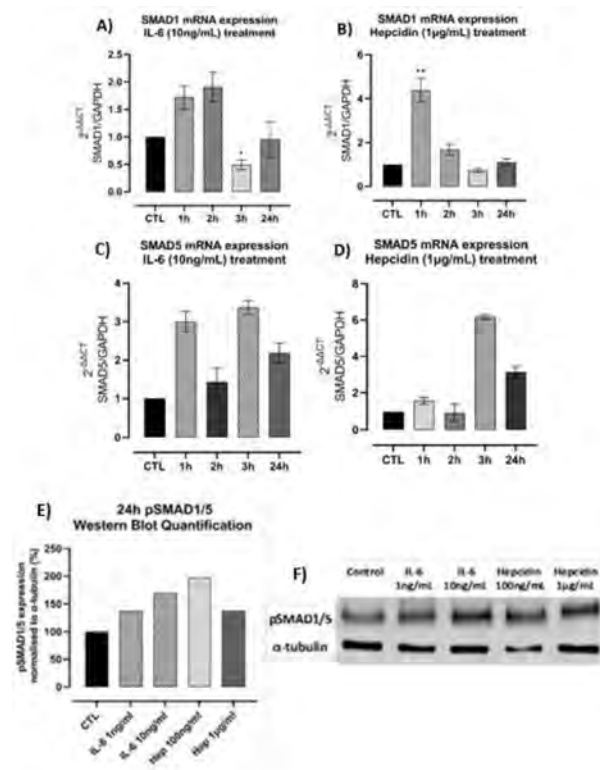 A)
SMAD1 mRNA expression
IL-6 (10ng/mL) treatment
2^-ΔΔCT
SMAD1/GAPDH
2.5
2.0
1.5
1.0
0.5
0.0
*
CTL 1h 2h 3h 24h
B)
SMAD1 mRNA expression
Hepcidin (1µg/mL) treatment
2^-ΔΔCT
SMAD1/GAPDH
6
4
2
0
**
CTL 1h 2h 3h 24h
C)
SMAD5 mRNA expression
IL-6 (10ng/mL) treatment
2^-ΔΔCT
SMAD5/GAPDH
4
3
2
1
0
CTL 1h 2h 3h 24h
D)
SMAD5 mRNA expression
Hepcidin (1µg/mL) treatment
2^-ΔΔCT
SMAD5/GAPDH
8
6
4
2
0
CTL 1h 2h 3h 24h
E)
24h pSMAD1/5
Western Blot Quantification
pSMAD1/5 expression
normalised to α-tubulin (%)
250
200
150
100
50
0
CTL
IL-6 1ng/ml
IL-6 10ng/ml
Hep 100ng/ml
Hep 1µg/ml
F)
Control IL-6 IL-6 Hepcidin Hepcidin
1ng/mL 10ng/mL 100ng/mL 1µg/mL
pSMAD1/5
α-tubulin